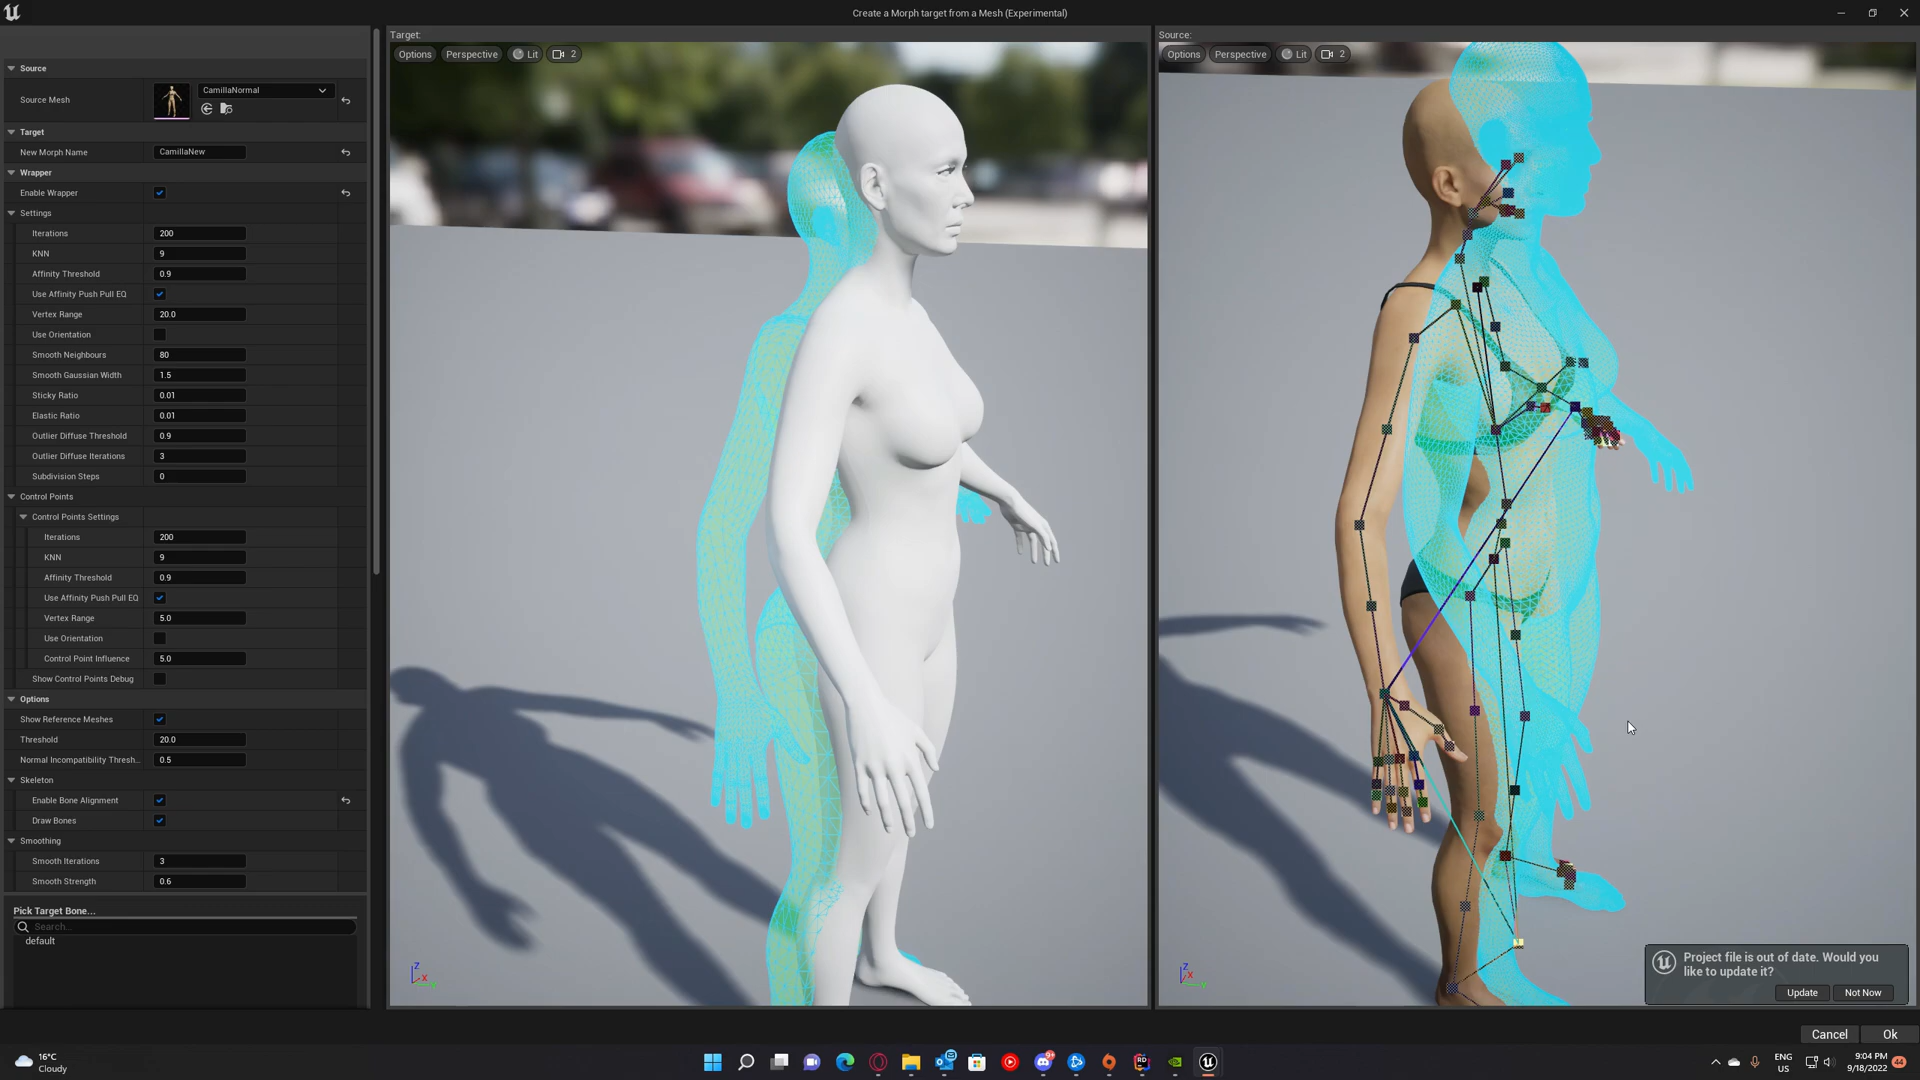 Create a Morph target from a Mesh (Experimental)
Target:
Source:
Options
Perspective
Lit
2
Options
Perspective
Lit
2
Source
Source Mesh
CamillaNormal
Target
New Morph Name
CamillaNew
Wrapper
Enable Wrapper
Settings
Iterations
200
KNN
9
Affinity Threshold
0.9
Use Affinity Push Pull EQ
Vertex Range
20.0
Use Orientation
Smooth Neighbours
80
Smooth Gaussian Width
1.5
Sticky Ratio
0.01
Elastic Ratio
0.01
Outlier Diffuse Threshold
0.9
Outlier Diffuse Iterations
3
Subdivision Steps
0
Control Points
Control Points Settings
Iterations
200
KNN
9
Affinity Threshold
0.9
Use Affinity Push Pull EQ
Vertex Range
5.0
Use Orientation
Control Point Influence
5.0
Show Control Points Debug
Options
Show Reference Meshes
Threshold
20.0
Normal Incompatibility Thresh..
0.5
Skeleton
Enable Bone Alignment
Draw Bones
Smoothing
Smooth Iterations
3
Smooth Strength
0.6
Pick Target Bone...
Search...
default
Z
X
Z
X
Project file is out of date. Would you
like to update it?
Update
Not Now
Cancel
Ok
16°C
Cloudy
ENG
US
9:04 PM
9/18/2022
44